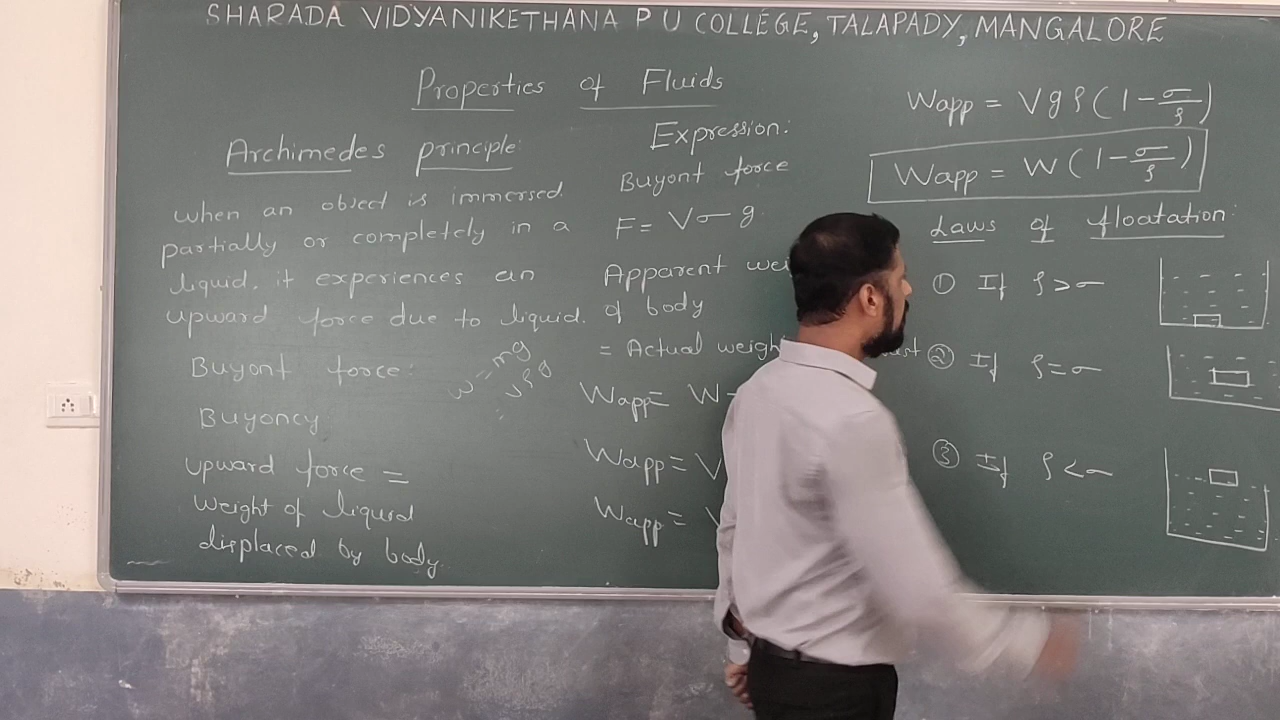 SHARADA VIDYANIKETHANA P U COLLEGE, TALAPADY, MANGALORE
Properties of Fluids
Archimedes principle:
when an object is immersed
partially or completely in a
liquid. it experiences an
upward force due to liquid.
Buyont force:
Buyoncy
upward force =
Weight of liquid
displaced by body.
w = mg
vρg
Expression:
Buyont force
F = Vσg
Apparent
of body
= Actual weight
Wapp = W -
Wapp = V
Wapp =
Wapp = Vgρ(1-σ/ρ)
Wapp = W(1-σ/ρ)
Laws of floatation:
① If ρ>σ
② If ρ=σ
③ If ρ<σ